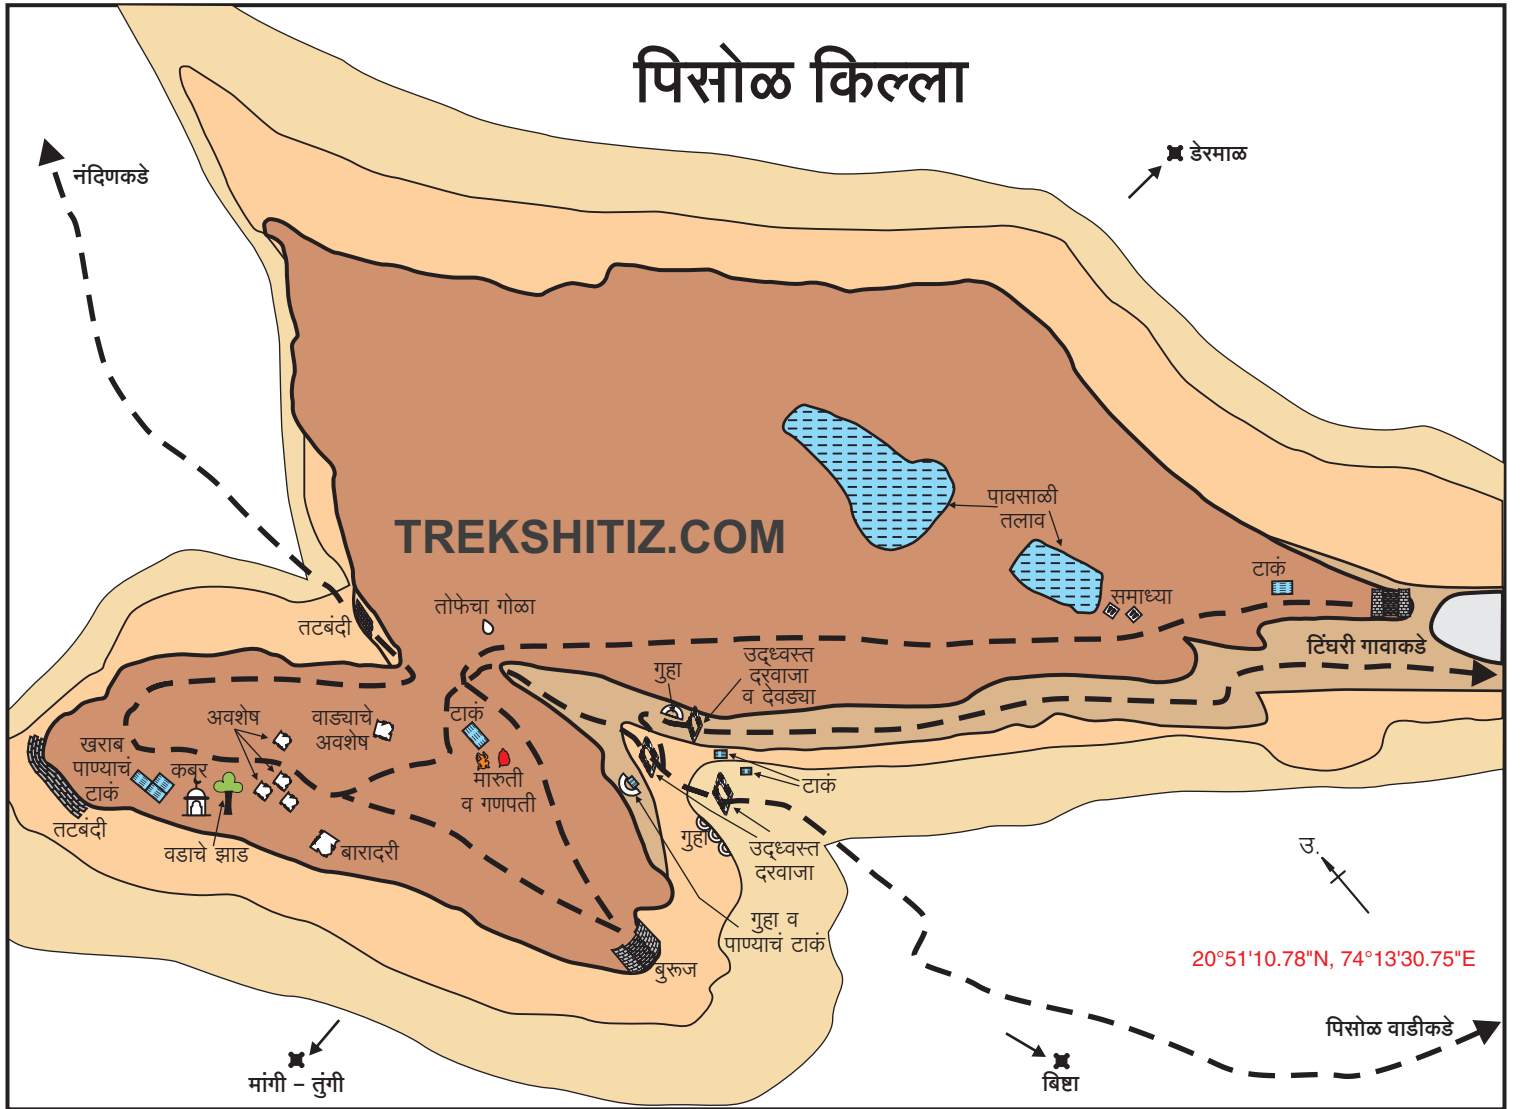 पिसोळ किल्ला
डेरमाळ
नंदिणकडे
पावसाळी
तलाव
TREKSHITIZ.COM
टाकं
समाध्या
तोफेचा गोळा
तटबंदी
टिंघरी गावाकडे
उद्ध्वस्त
दरवाजा
व देवड्या
गुहा
अवशेष
वाड्याचे
अवशेष
टाकं
खराब
पाण्याचं
टाकं
कबर
मारुती
व गणपती
टाकं
तटबंदी
वडाचे झाड
बारादरी
गुहा
उद्ध्वस्त
दरवाजा
उ.
गुहा व
पाण्याचं टाकं
बुरूज
20°51'10.78"N, 74°13'30.75"E
पिसोळ वाडीकडे
मांगी – तुंगी
बिष्टा